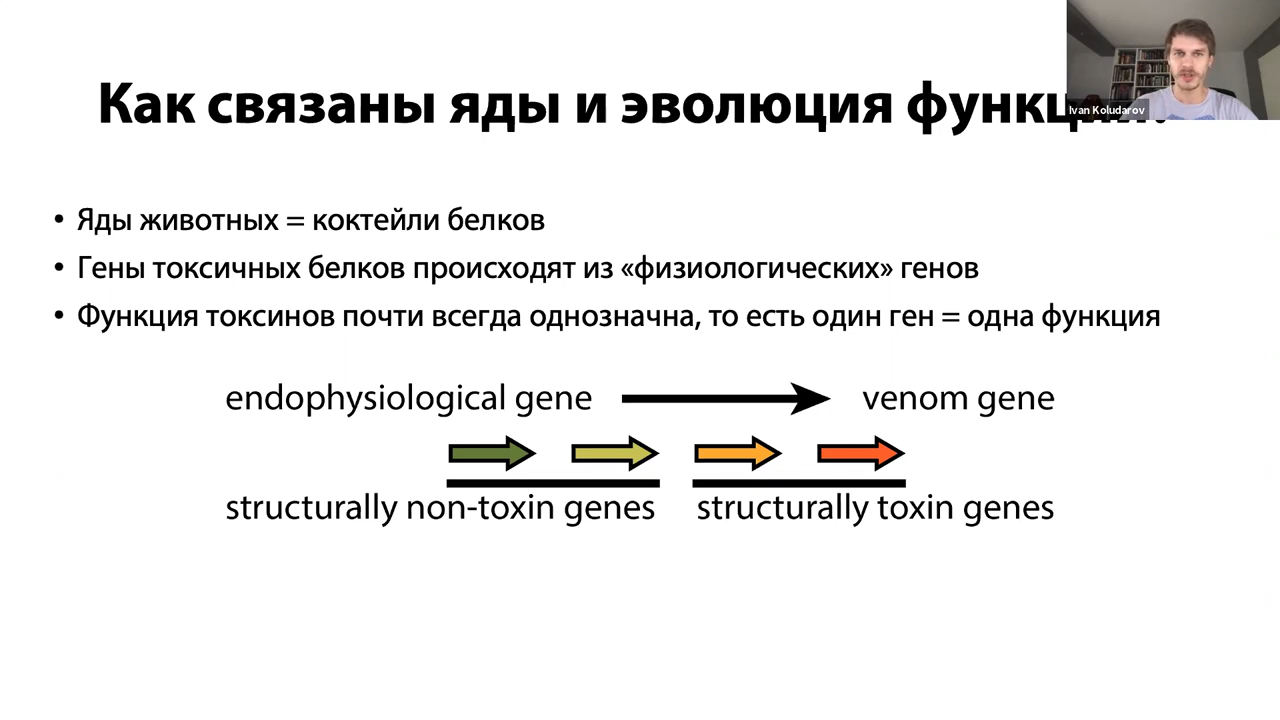 Как связаны яды и эволюция
Ivan Koludarov
• Яды животных = коктейли белков
• Гены токсичных белков происходят из «физиологических» генов
• Функция токсинов почти всегда однозначна, то есть один ген = одна функция
endophysiological gene venom gene
structurally non-toxin genes structurally toxin genes